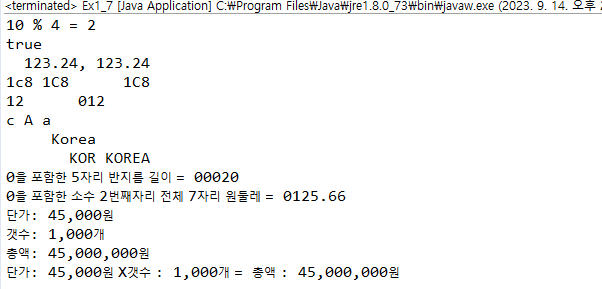 <terminated> Ex1_7 [Java Application] C:₩Program Files₩Java₩jre1.8.0_73₩bin₩javaw.exe (2023. 9. 14. 오후
10 % 4 = 2
true
  123.24, 123.24
1c8 1C8      1C8
12      012
c A a
     Korea
       KOR KOREA
0을 포함한 5자리 반지름 길이 = 00020
0을 포함한 소수 2번째자리 전체 7자리 원둘레 = 0125.66
단가: 45,000원
갯수: 1,000개
총액: 45,000,000원
단가: 45,000원 X갯수 : 1,000개 = 총액 : 45,000,000원